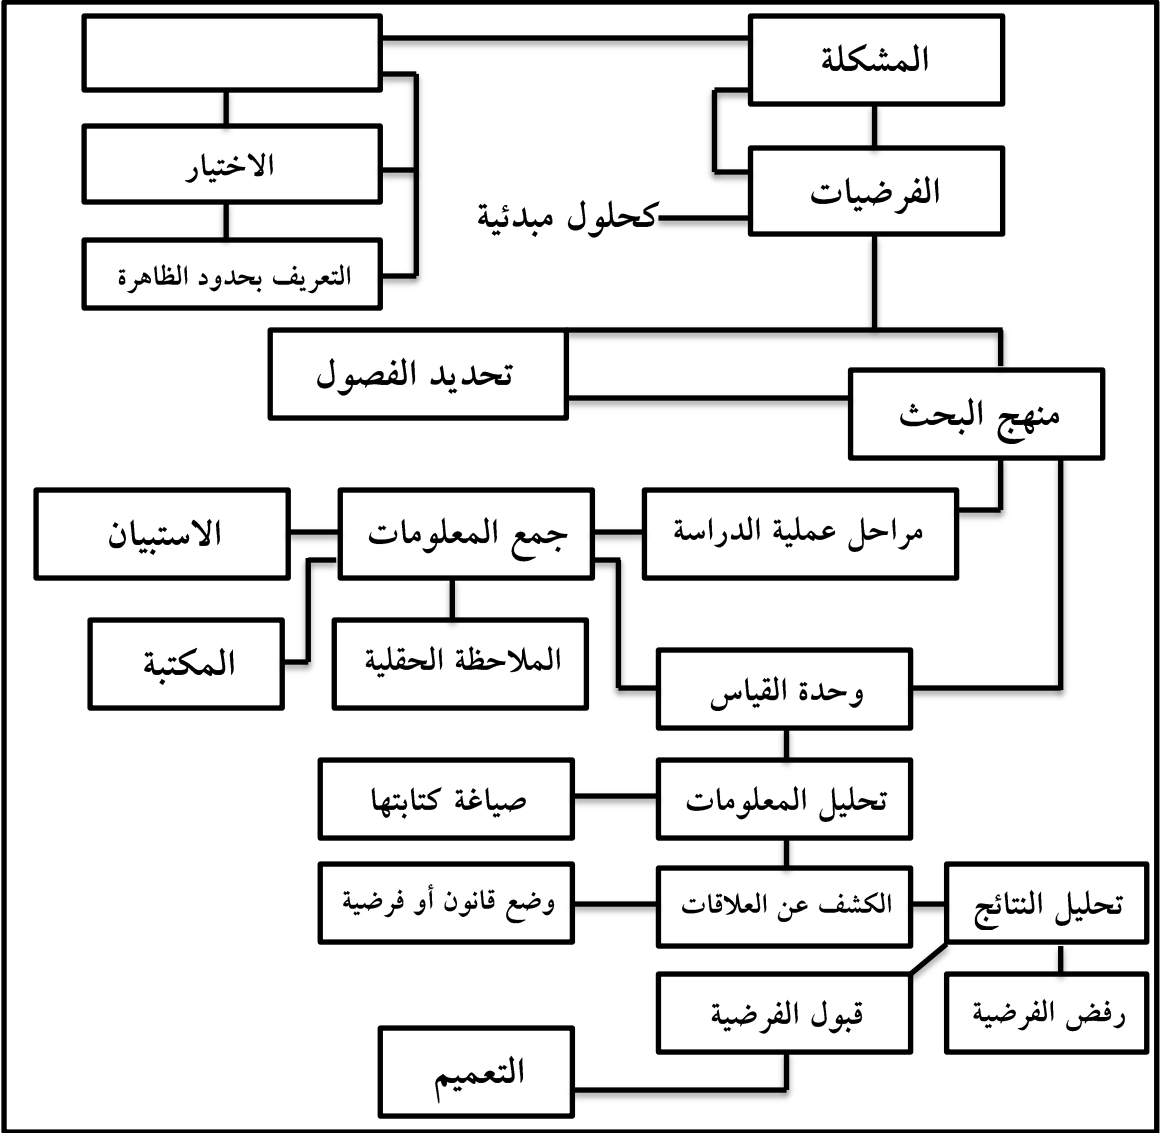 المشكلة
الاختيار
الفرضيات
كحلول مبدئية
التعريف بحدود الظاهرة
تحديد الفصول
منهج البحث
مراحل عملية الدراسة
جمع المعلومات
الاستبيان
الملاحظة الحقلية
المكتبة
وحدة القياس
تحليل المعلومات
صياغة كتابتها
تحليل النتائج
الكشف عن العلاقات
وضع قانون أو فرضية
رفض الفرضية
قبول الفرضية
التعميم